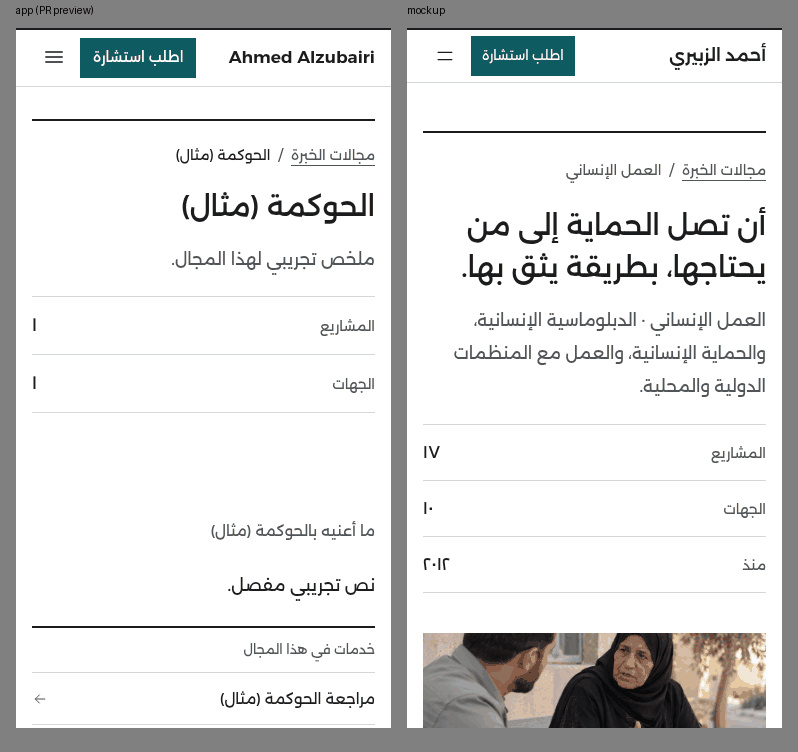 app (PR preview)
Ahmed Alzubairi
اطلب استشارة
مجالات الخبرة / الحوكمة (مثال)
الحوكمة (مثال)
ملخص تجريبي لهذا المجال.
المشاريع ١
الجهات ١
ما أعنيه بالحوكمة (مثال)
نص تجريبي مفصل.
خدمات في هذا المجال
مراجعة الحوكمة (مثال) ←
mockup
أحمد الزبيري
اطلب استشارة
مجالات الخبرة / العمل الإنساني
أن تصل الحماية إلى من
يحتاجها، بطريقة يثق بها.
العمل الإنساني · الدبلوماسية الإنسانية،
والحماية الإنسانية، والعمل مع المنظمات
الدولية والمحلية.
المشاريع ١٧
الجهات ١٠
منذ ٢٠١٢